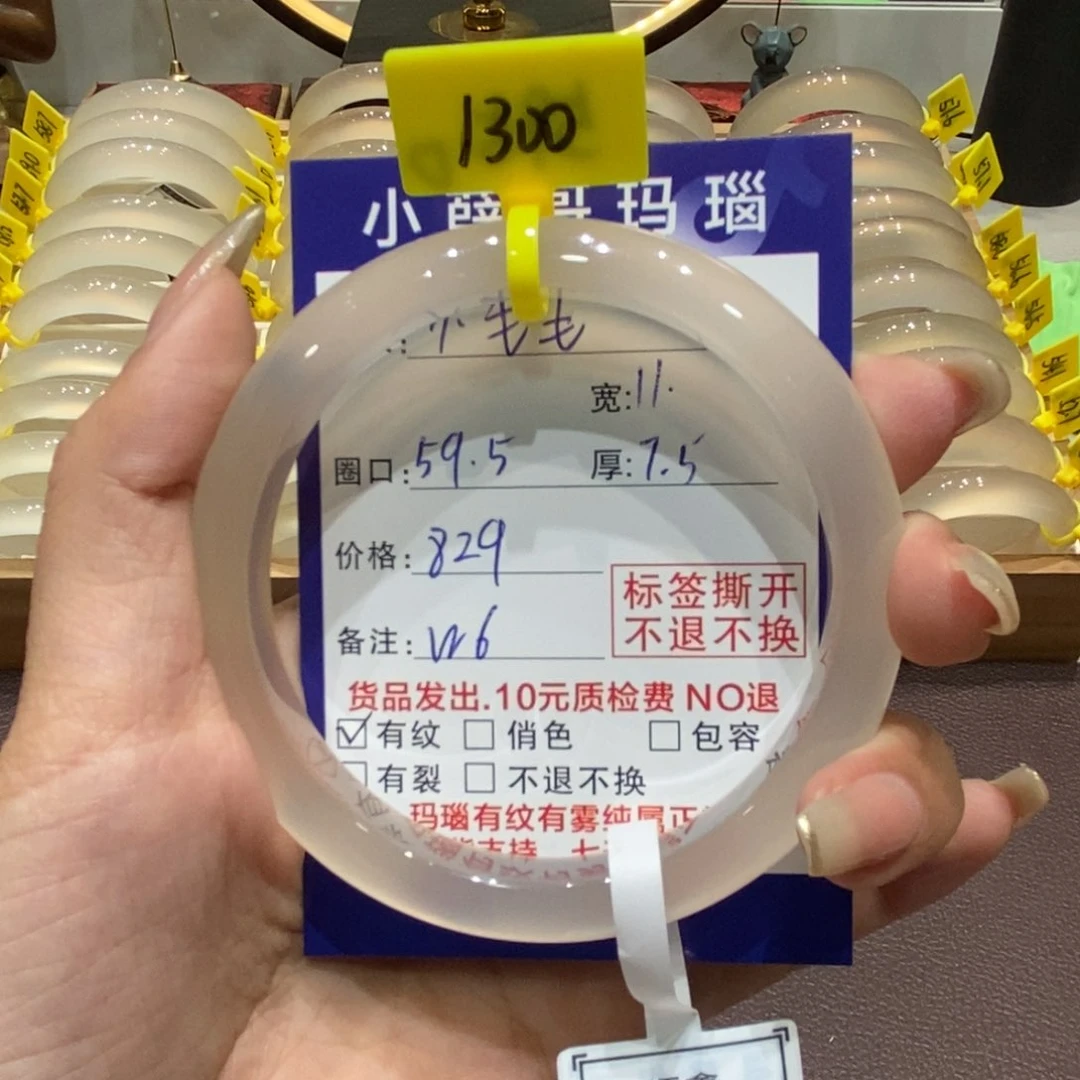 1300
小薛哥玛瑙
小毛毛
宽:11.
圈口:59.5 厚:7.5
价格:829
标签撕开
不退不换
备注:W6
货品发出.10元质检费 NO退
☑有纹 □俏色 □包容
□有裂 □不退不换
玛瑙有纹有雾纯属正
支持